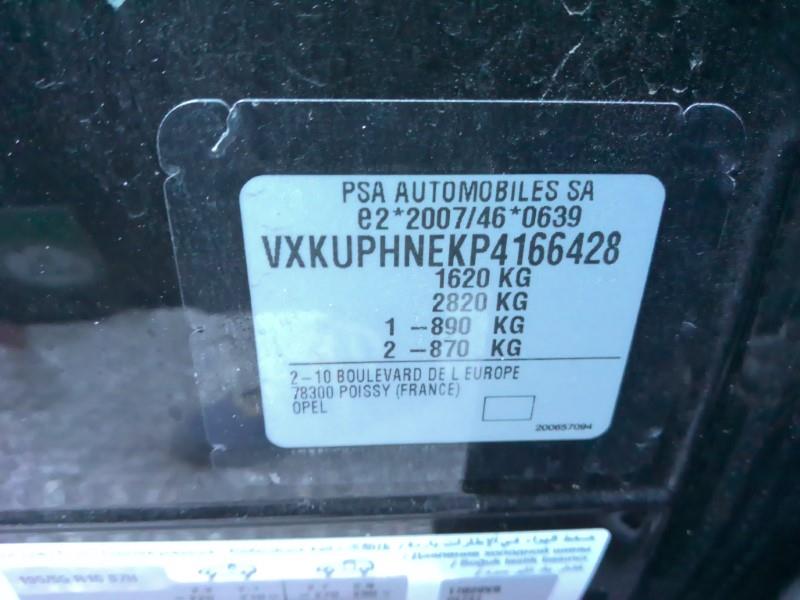 PSA AUTOMOBILES SA
e2*2007/46*0639
VXKUPHNEKP4166428
1620 KG
2820 KG
1 -890 KG
2 -870 KG
2-10 BOULEVARD DE L EUROPE
78300 POISSY (FRANCE)
OPEL
200657094